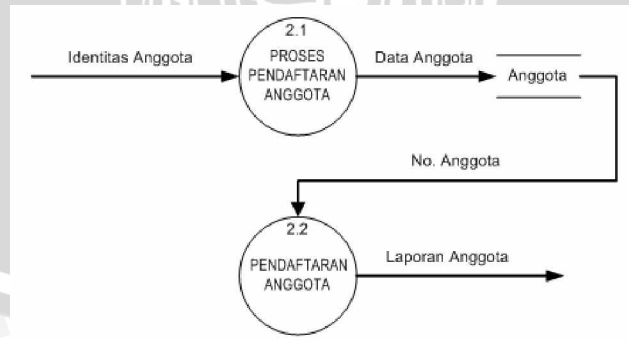 2.1
Identitas Anggota
PROSES
PENDAFTARAN
ANGGOTA
Data Anggota
Anggota
No. Anggota
2.2
PENDAFTARAN
ANGGOTA
Laporan Anggota